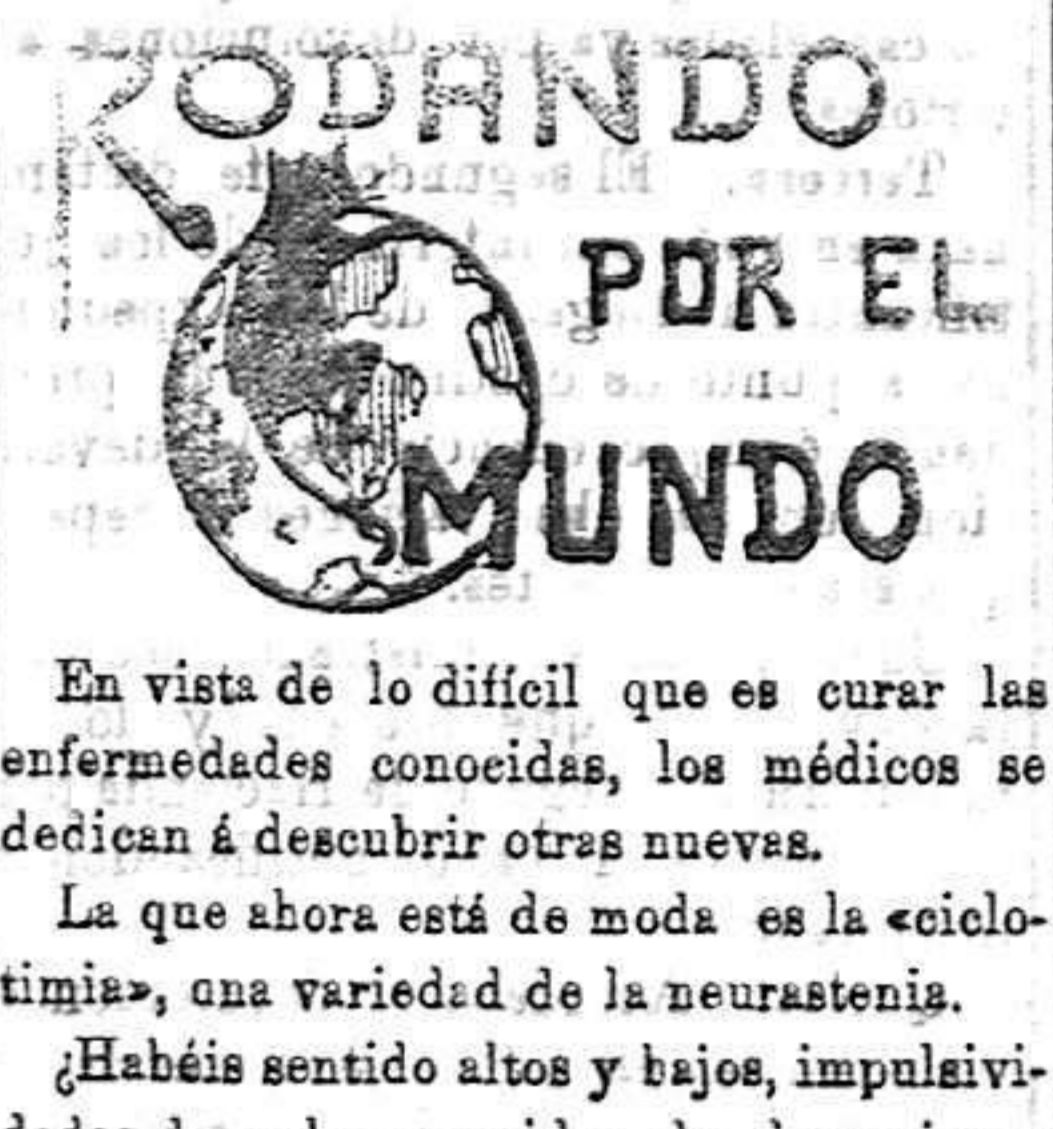 RODANDO
POR EL
MUNDO
En vista de lo difícil que es curar las
enfermedades conocidas, los médicos se
dedican á descubrir otras nuevas.
La que ahora está de moda es la «ciclo-
timia», una variedad de la neurastenia.
¿Habéis sentido altos y bajos, impulsivi-